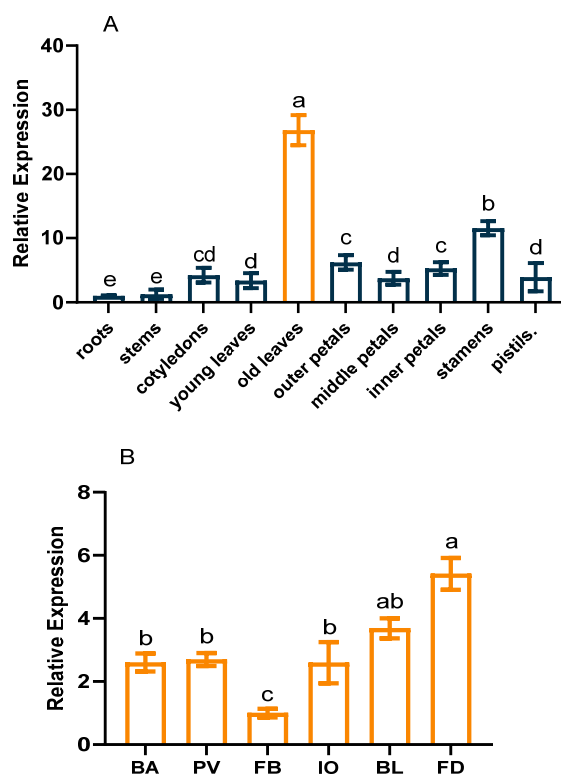 A
Relative Expression
40
30
20
10
0
e
e
cd
d
a
c
d
c
b
d
roots
stems
cotyledons
young leaves
old leaves
outer petals
middle petals
inner petals
stamens
pistils.
B
Relative Expression
8
6
4
2
0
b
b
c
b
ab
a
BA PV FB IO BL FD